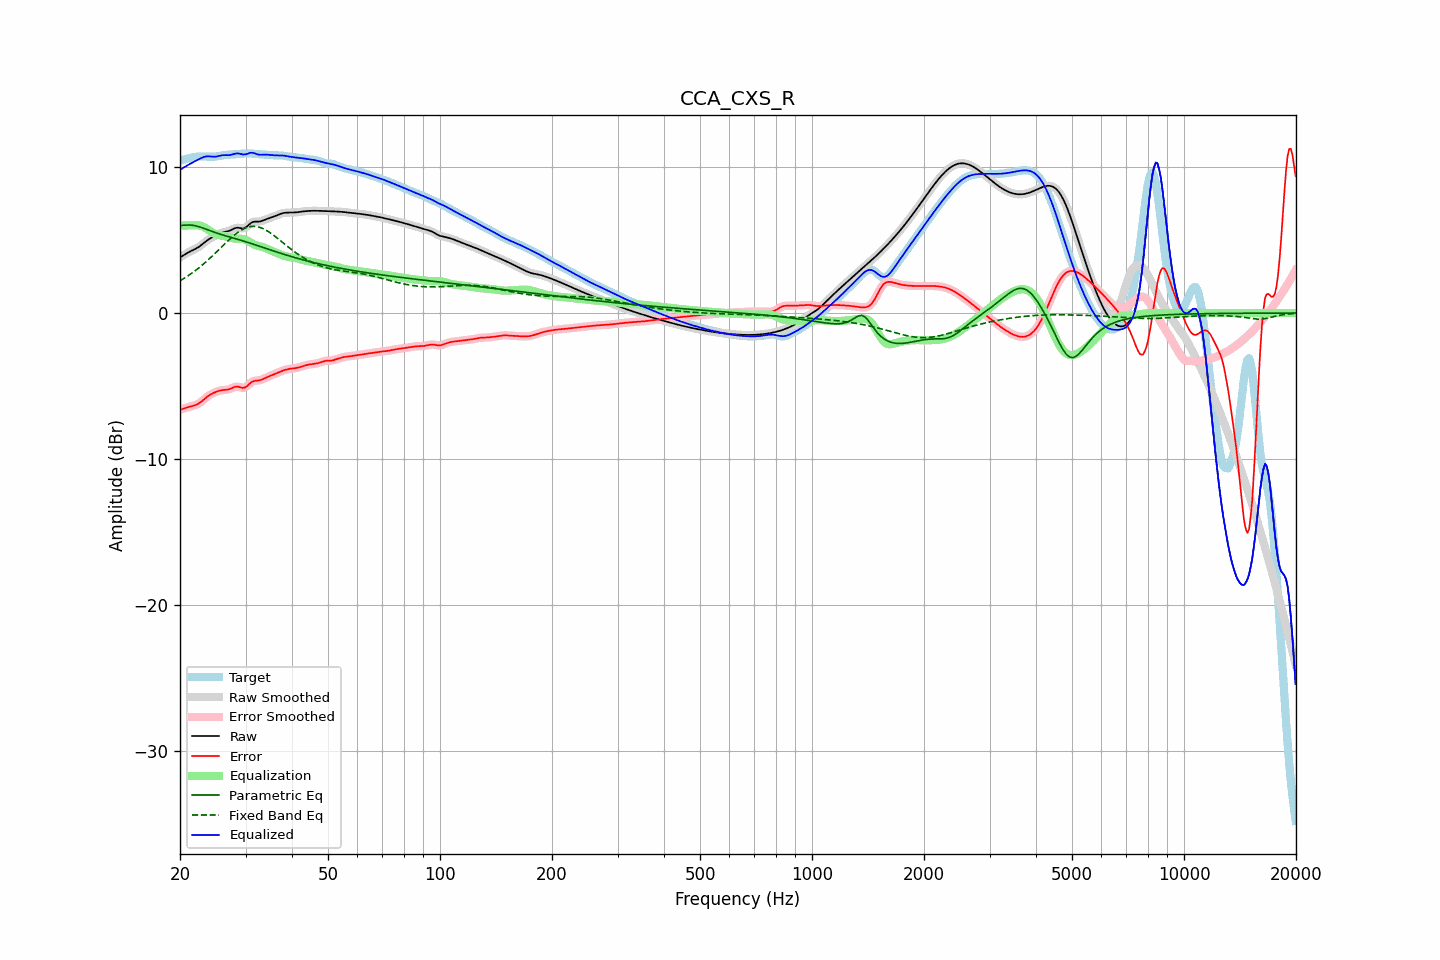 CCA_CXS_R
Amplitude (dBr)
10
0
−10
−20
−30
Target
Raw Smoothed
Error Smoothed
Raw
Error
Equalization
Parametric Eq
Fixed Band Eq
Equalized
20 50 100 200 500 1000 2000 5000 10000 20000
Frequency (Hz)